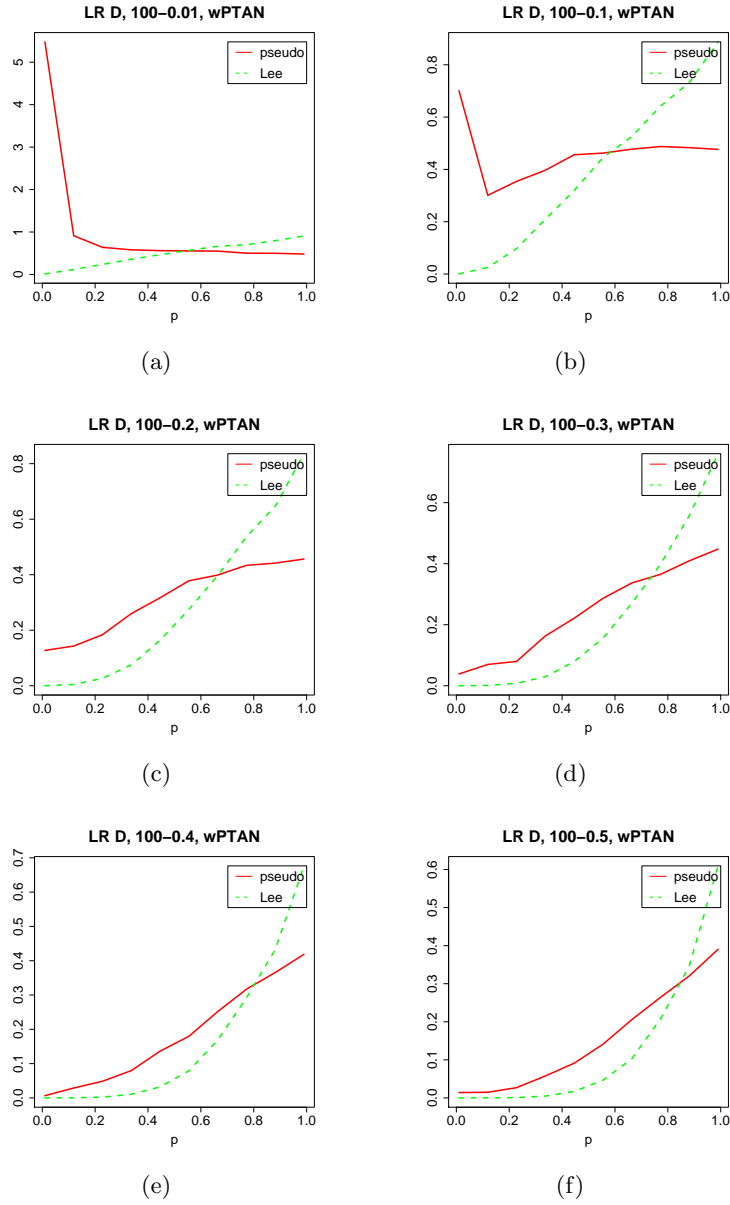 LR D, 100−0.01, wPTAN
pseudo
Lee
0 1 2 3 4 5
0.0 0.2 0.4 0.6 0.8 1.0
p
(a)
LR D, 100−0.1, wPTAN
pseudo
Lee
0.0 0.2 0.4 0.6 0.8
0.0 0.2 0.4 0.6 0.8 1.0
p
(b)
LR D, 100−0.2, wPTAN
pseudo
Lee
0.0 0.2 0.4 0.6 0.8
0.0 0.2 0.4 0.6 0.8 1.0
p
(c)
LR D, 100−0.3, wPTAN
pseudo
Lee
0.0 0.2 0.4 0.6
0.0 0.2 0.4 0.6 0.8 1.0
p
(d)
LR D, 100−0.4, wPTAN
pseudo
Lee
0.0 0.1 0.2 0.3 0.4 0.5 0.6 0.7
0.0 0.2 0.4 0.6 0.8 1.0
p
(e)
LR D, 100−0.5, wPTAN
pseudo
Lee
0.0 0.1 0.2 0.3 0.4 0.5 0.6
0.0 0.2 0.4 0.6 0.8 1.0
p
(f)